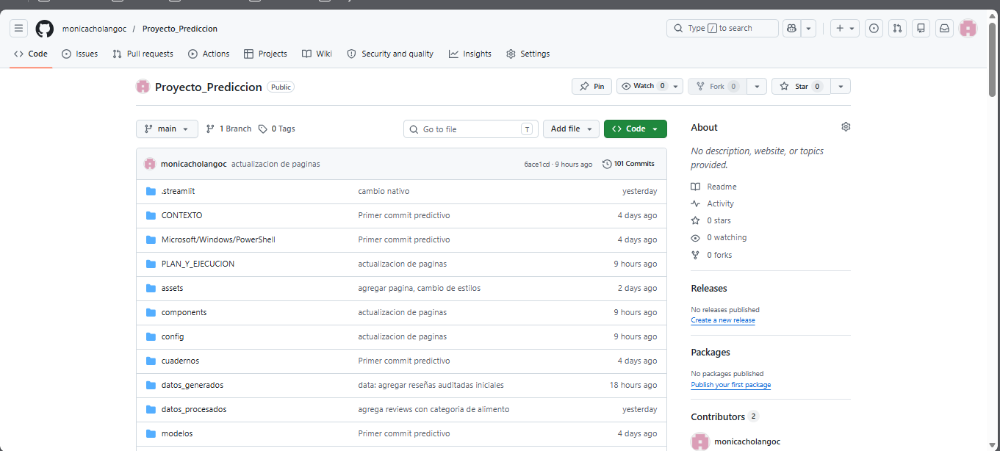 monicacholangoc / Proyecto_Prediccion
Type / to search
Code Issues Pull requests Actions Projects Wiki Security and quality Insights Settings
Proyecto_Prediccion Public
Pin Watch 0 Fork 0 Star 0
main 1 Branch 0 Tags Go to file T Add file Code
monicacholangoc actualizacion de paginas 6ace1cd · 9 hours ago 101 Commits
.streamlit cambio nativo yesterday
CONTEXTO Primer commit predictivo 4 days ago
Microsoft/Windows/PowerShell Primer commit predictivo 4 days ago
PLAN_Y_EJECUCION actualizacion de paginas 9 hours ago
assets agregar pagina, cambio de estilos 2 days ago
components actualizacion de paginas 9 hours ago
config actualizacion de paginas 9 hours ago
cuadernos Primer commit predictivo 4 days ago
datos_generados data: agregar reseñas auditadas iniciales 18 hours ago
datos_procesados agrega reviews con categoria de alimento yesterday
modelos Primer commit predictivo 4 days ago
About
No description, website, or topics
provided.
Readme
Activity
0 stars
0 watching
0 forks
Releases
No releases published
Create a new release
Packages
No packages published
Publish your first package
Contributors 2
monicacholangoc